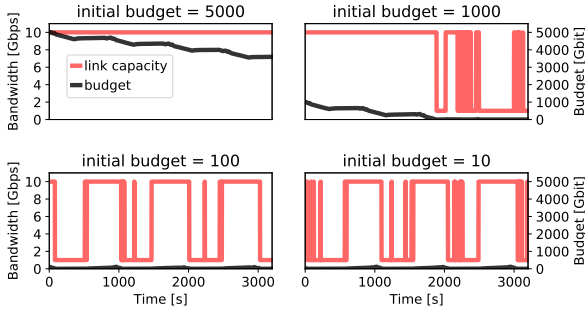 initial budget = 5000
initial budget = 1000
Bandwidth [Gbps]
10
8
6
4
2
0
link capacity
budget
5000
4000
3000
2000
1000
0
Budget [Gbit]
initial budget = 100
initial budget = 10
Bandwidth [Gbps]
10
8
6
4
2
0
5000
4000
3000
2000
1000
0
Budget [Gbit]
0 1000 2000 3000
0 1000 2000 3000
Time [s]
Time [s]